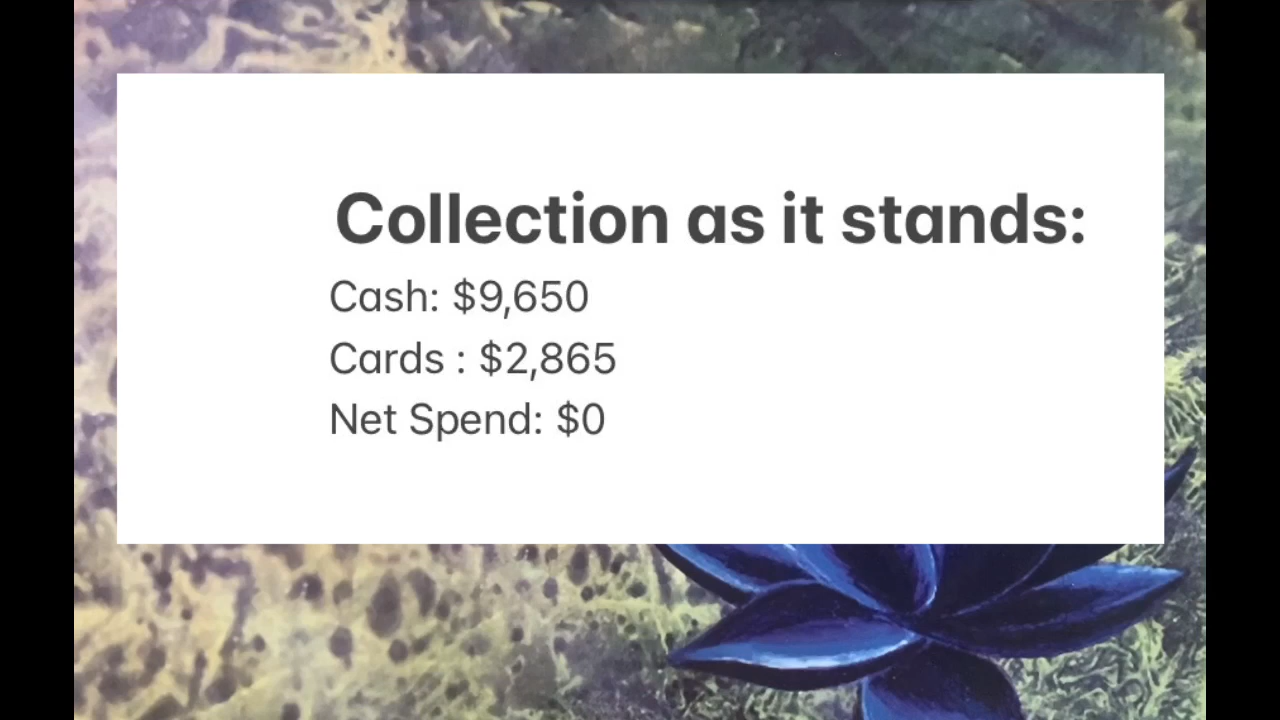 Collection as it stands:
Cash: $9,650
Cards : $2,865
Net Spend: $0